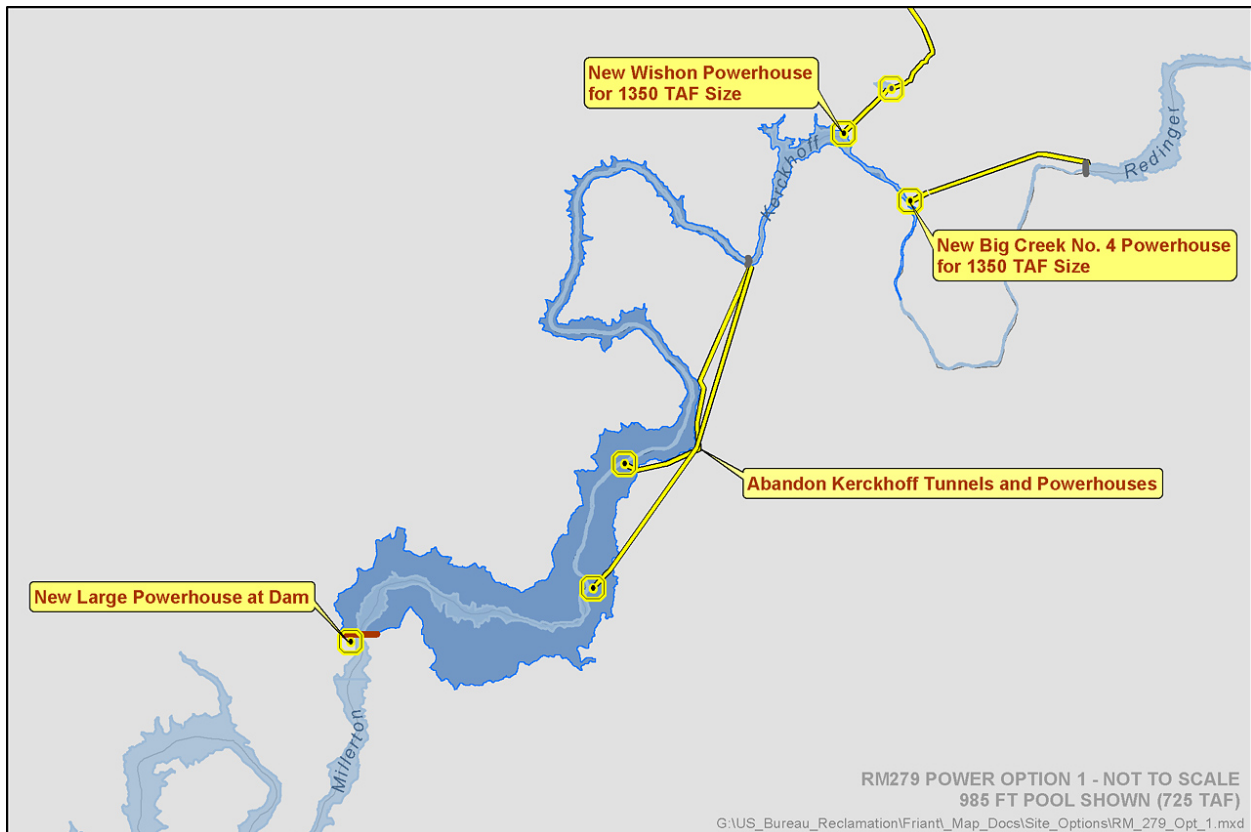 New Wishon Powerhouse
for 1350 TAF Size
Kerckhoff
Redinger
New Big Creek No. 4 Powerhouse
for 1350 TAF Size
Abandon Kerckhoff Tunnels and Powerhouses
New Large Powerhouse at Dam
Millerton
RM279 POWER OPTION 1 - NOT TO SCALE
985 FT POOL SHOWN (725 TAF)
G:\US_Bureau_Reclamation\Friant\_Map_Docs\Site_Options\RM_279_Opt_1.mxd